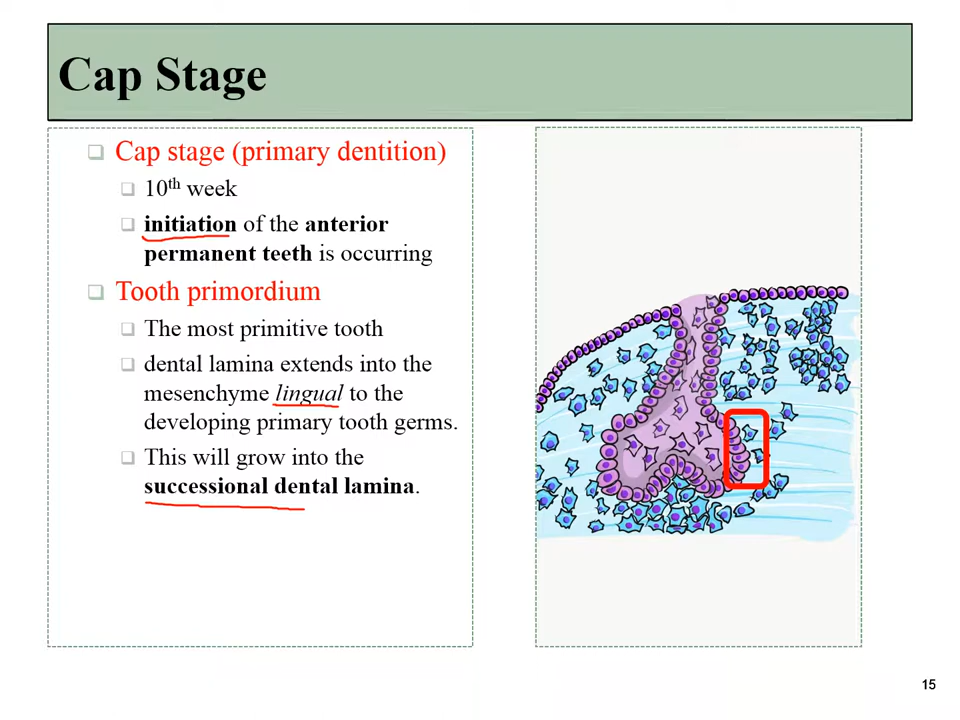 Cap Stage
Cap stage (primary dentition)
10th week
initiation of the anterior
permanent teeth is occurring
Tooth primordium
The most primitive tooth
dental lamina extends into the
mesenchyme lingual to the
developing primary tooth germs.
This will grow into the
successional dental lamina.
15